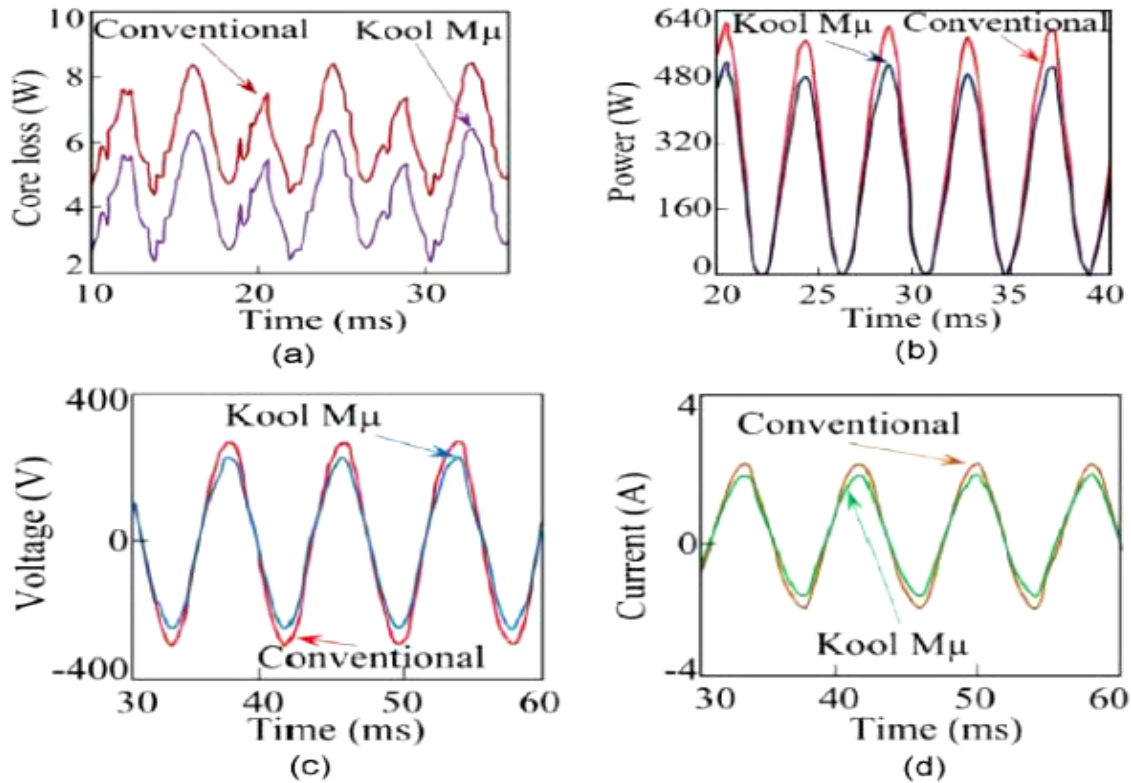 Conventional
Kool Mμ
Core loss (W)
10
8
6
4
2
10
20
30
Time (ms)
(a)
Kool Mμ
Conventional
Power (W)
640
480
320
160
0
20
25
30
35
40
Time (ms)
(b)
Kool Mμ
Voltage (V)
400
0
-400
Conventional
30
40
50
60
Time (ms)
(c)
Conventional
Current (A)
4
0
-4
Kool Mμ
30
40
50
60
Time (ms)
(d)